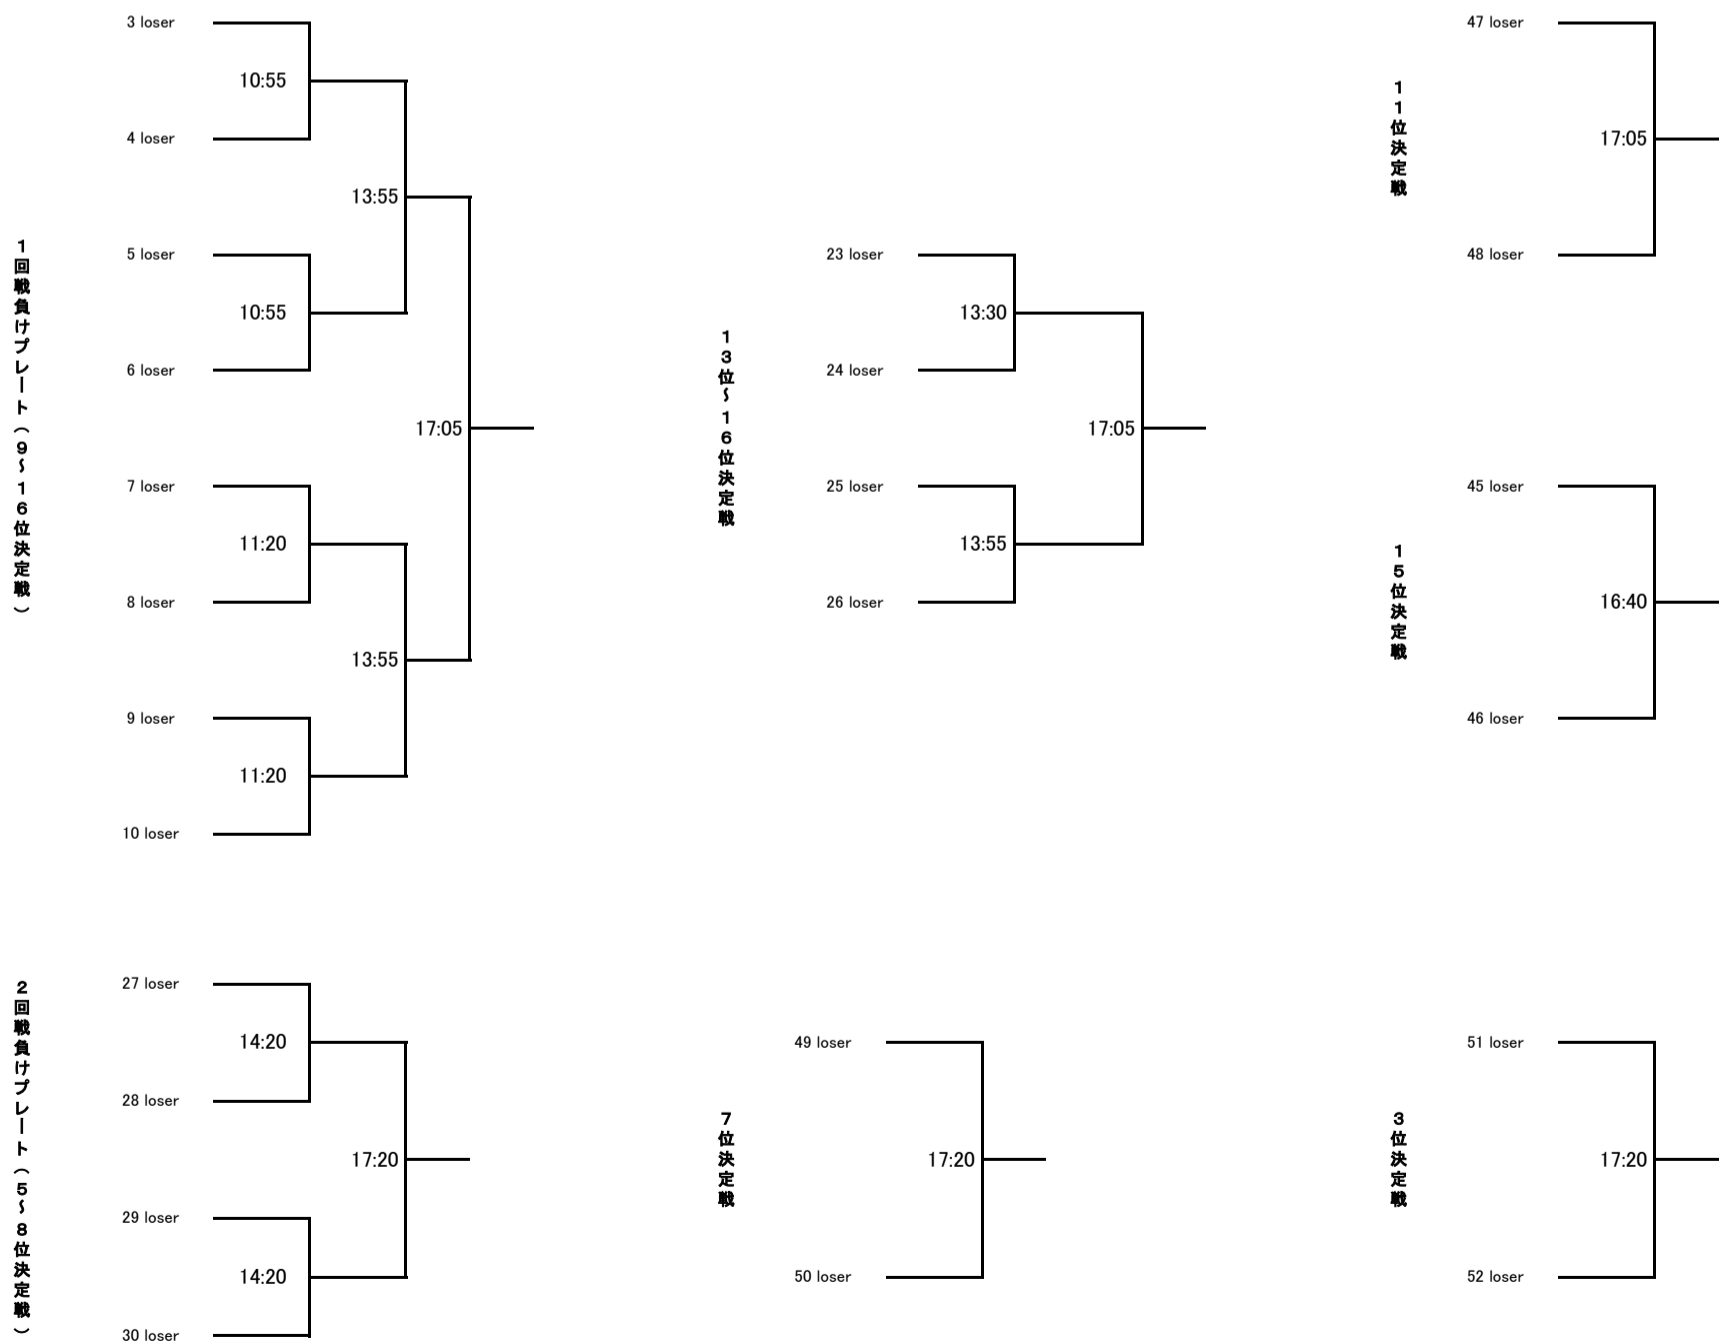 1回戦負けプレート(9~16位決定戦)
3 loser
10:55
4 loser
13:55
5 loser
10:55
6 loser
17:05
7 loser
11:20
8 loser
13:55
9 loser
11:20
10 loser
13位~16位決定戦
23 loser
13:30
24 loser
17:05
25 loser
13:55
26 loser
11位決定戦
47 loser
17:05
48 loser
15位決定戦
45 loser
16:40
46 loser
2回戦負けプレート(5~8位決定戦)
27 loser
14:20
28 loser
17:20
29 loser
14:20
30 loser
7位決定戦
49 loser
17:20
50 loser
3位決定戦
51 loser
17:20
52 loser